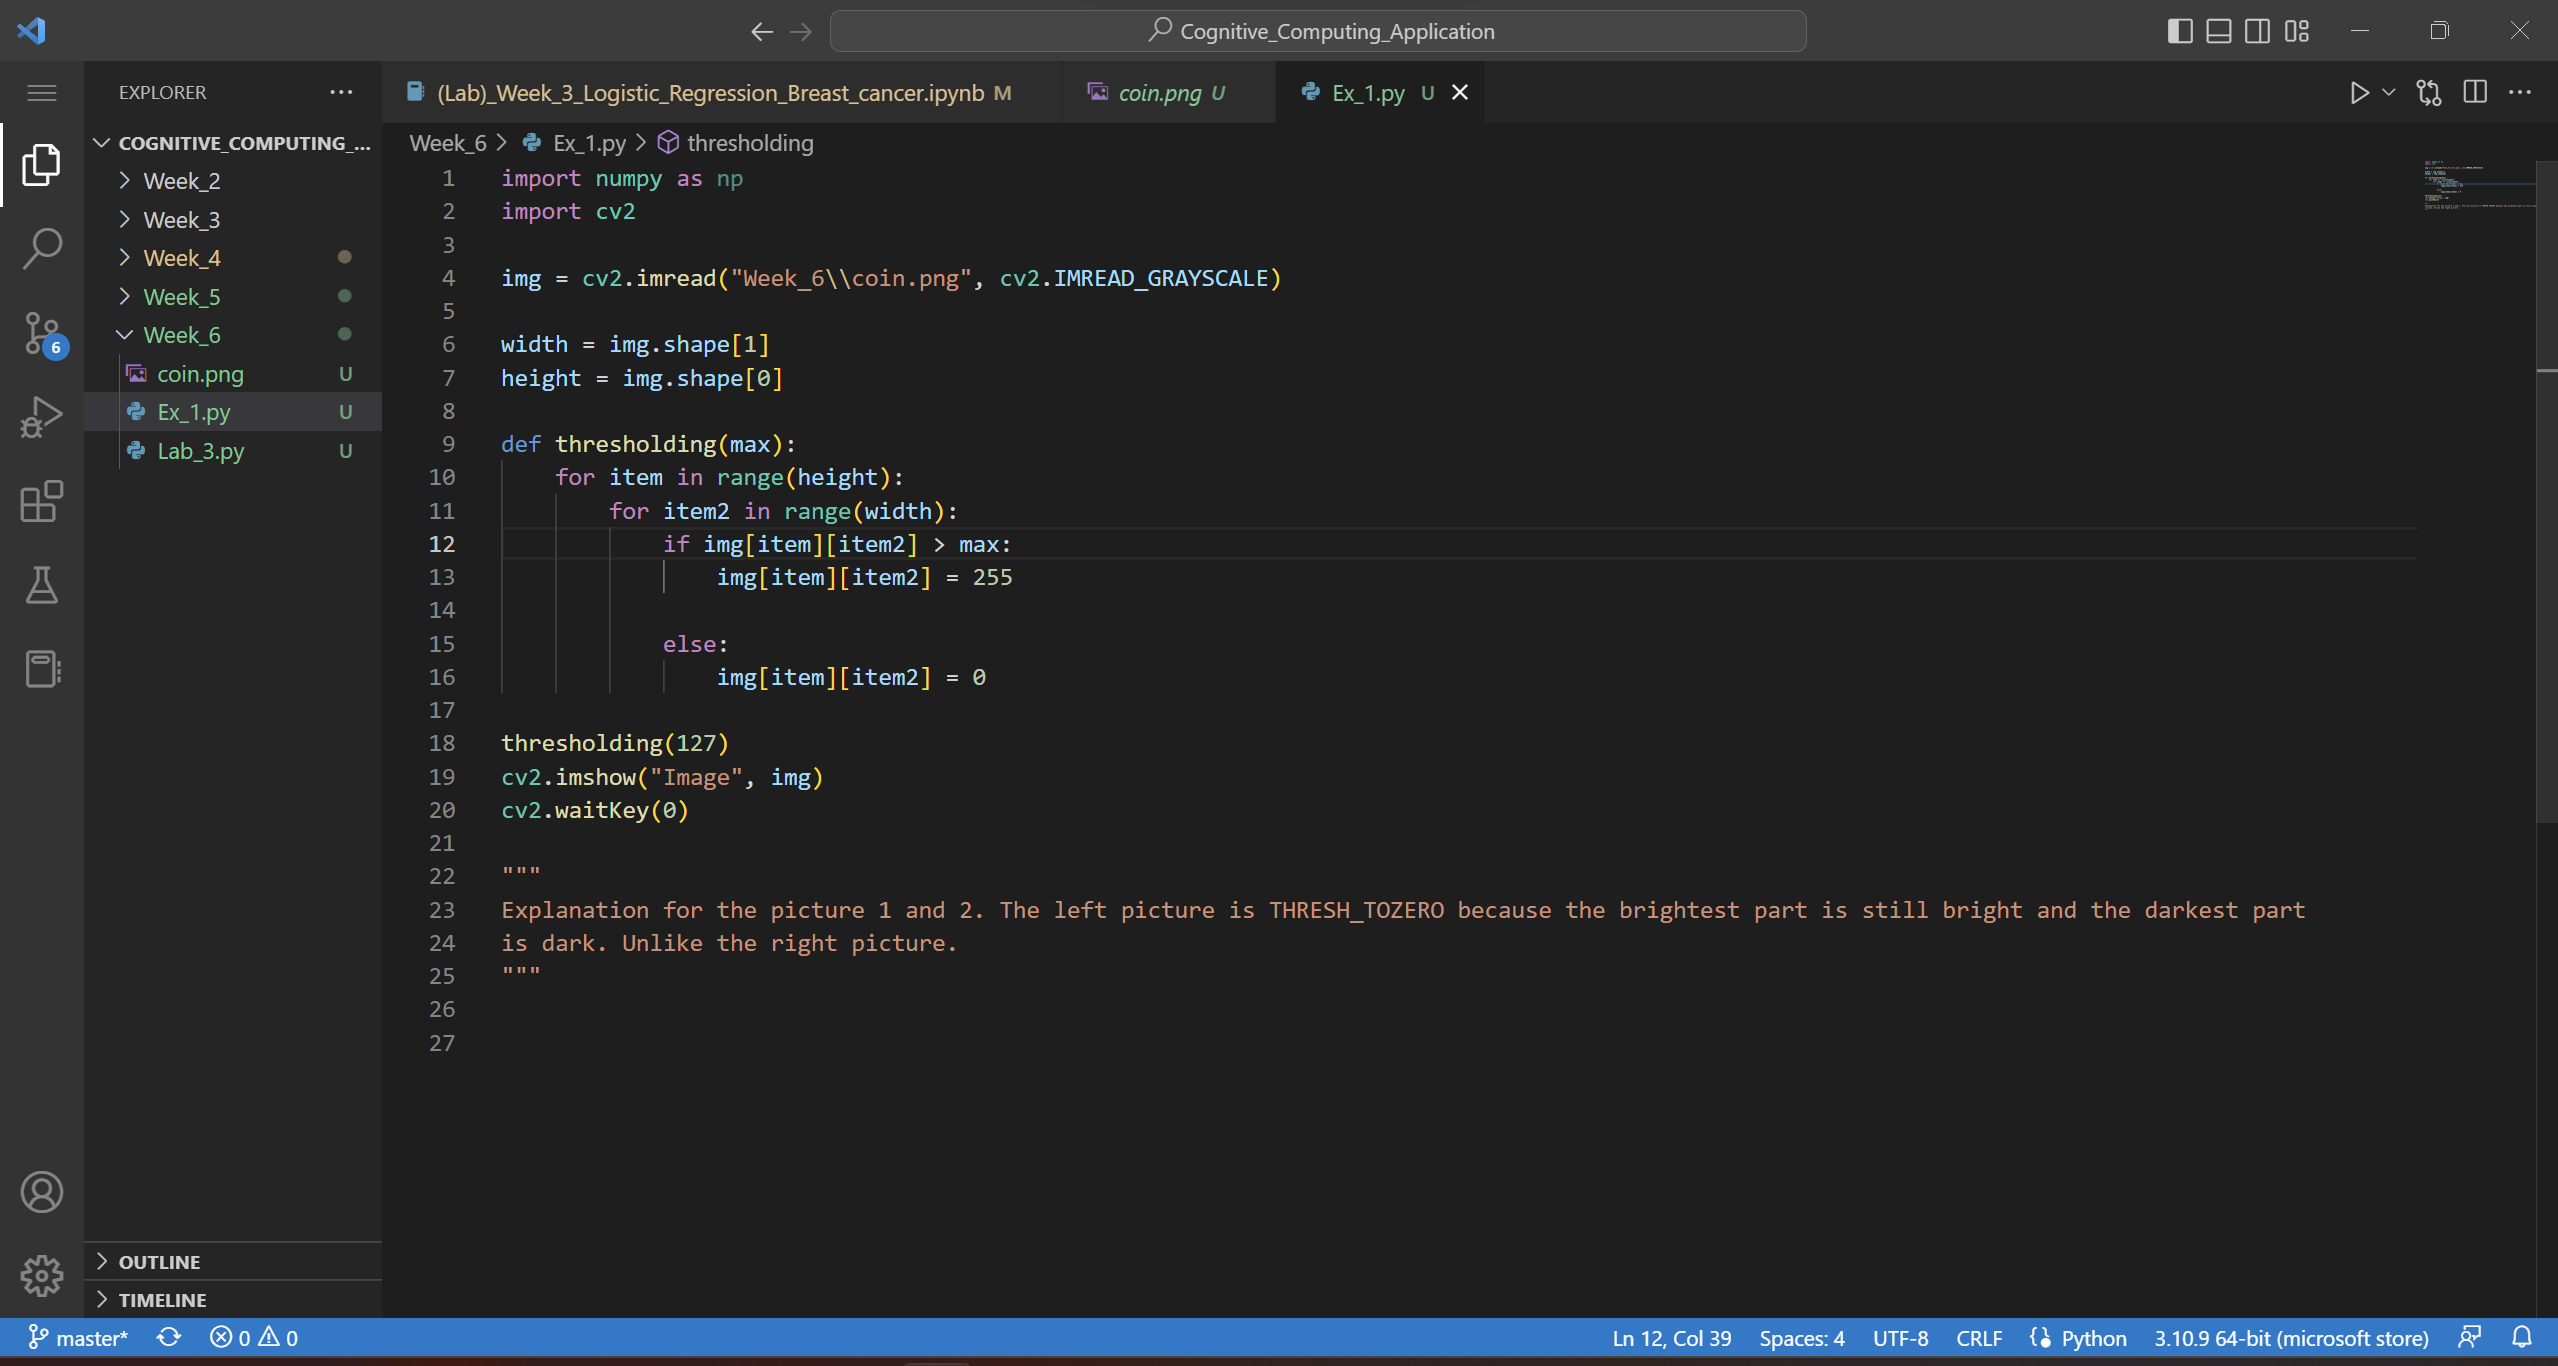 Cognitive_Computing_Application
EXPLORER
(Lab)_Week_3_Logistic_Regression_Breast_cancer.ipynb M
coin.png U
Ex_1.py U
COGNITIVE_COMPUTING_...
Week_2
Week_3
Week_4
Week_5
Week_6
coin.png U
Ex_1.py U
Lab_3.py U
6
Week_6 > Ex_1.py > thresholding
1 import numpy as np
2 import cv2
3
4 img = cv2.imread("Week_6\\coin.png", cv2.IMREAD_GRAYSCALE)
5
6 width = img.shape[1]
7 height = img.shape[0]
8
9 def thresholding(max):
10 for item in range(height):
11 for item2 in range(width):
12 if img[item][item2] > max:
13 img[item][item2] = 255
14
15 else:
16 img[item][item2] = 0
17
18 thresholding(127)
19 cv2.imshow("Image", img)
20 cv2.waitKey(0)
21
22 """
23 Explanation for the picture 1 and 2. The left picture is THRESH_TOZERO because the brightest part is still bright and the darkest part
24 is dark. Unlike the right picture.
25 """
26
27
OUTLINE
TIMELINE
master* 0 0 Ln 12, Col 39 Spaces: 4 UTF-8 CRLF Python 3.10.9 64-bit (microsoft store)